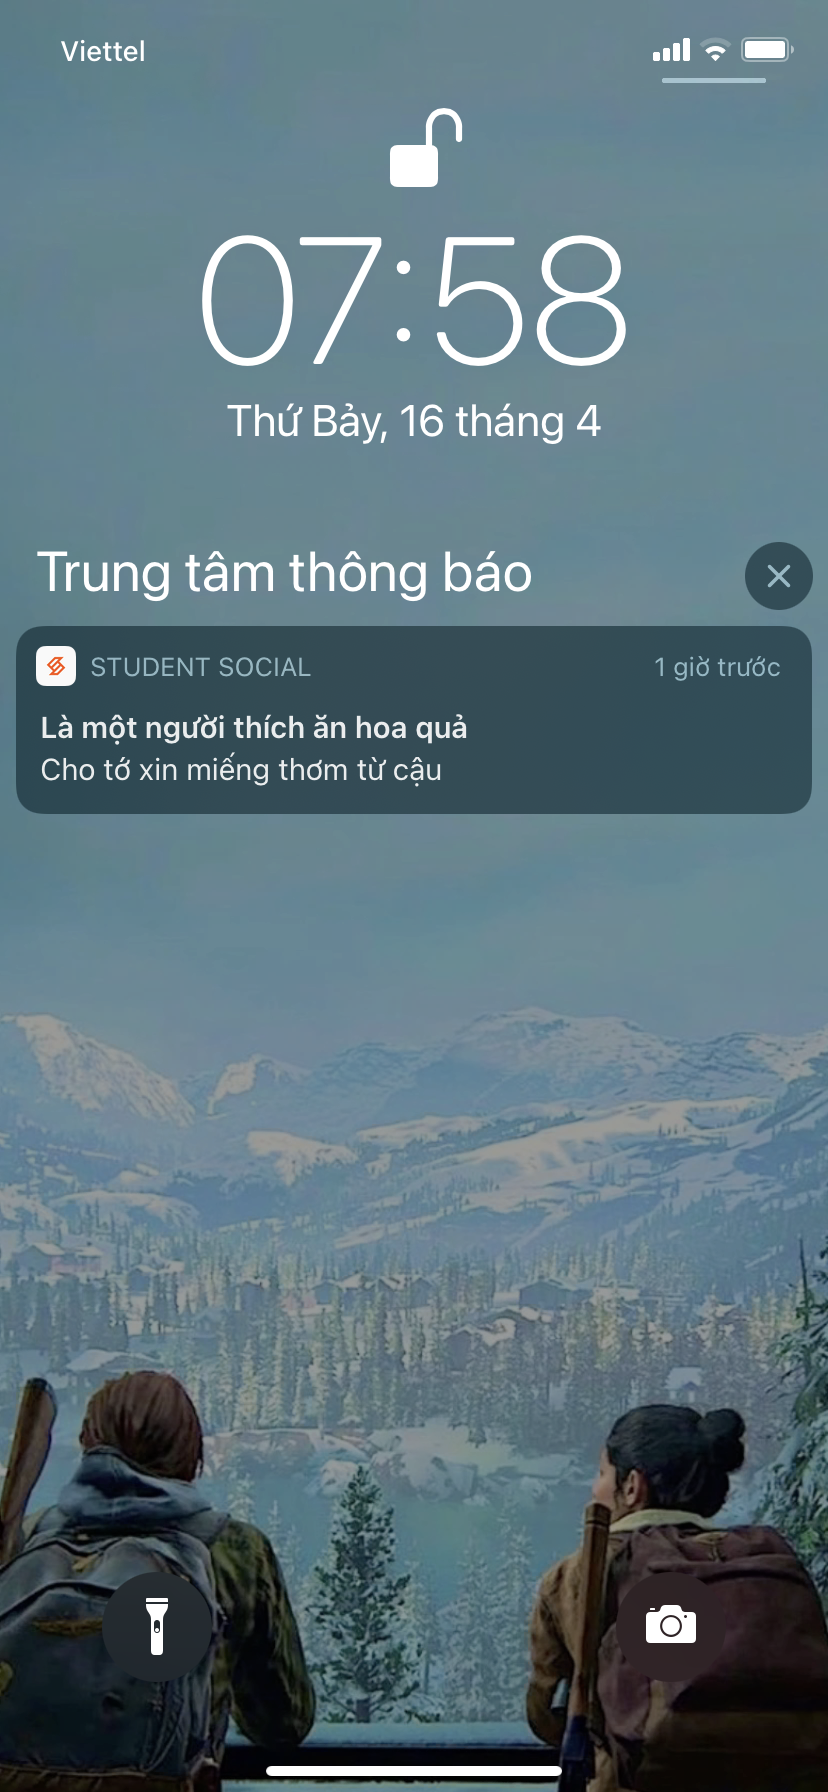 Viettel
07:58
Thứ Bảy, 16 tháng 4
Trung tâm thông báo
STUDENT SOCIAL
1 giờ trước
Là một người thích ăn hoa quả
Cho tớ xin miếng thơm từ cậu